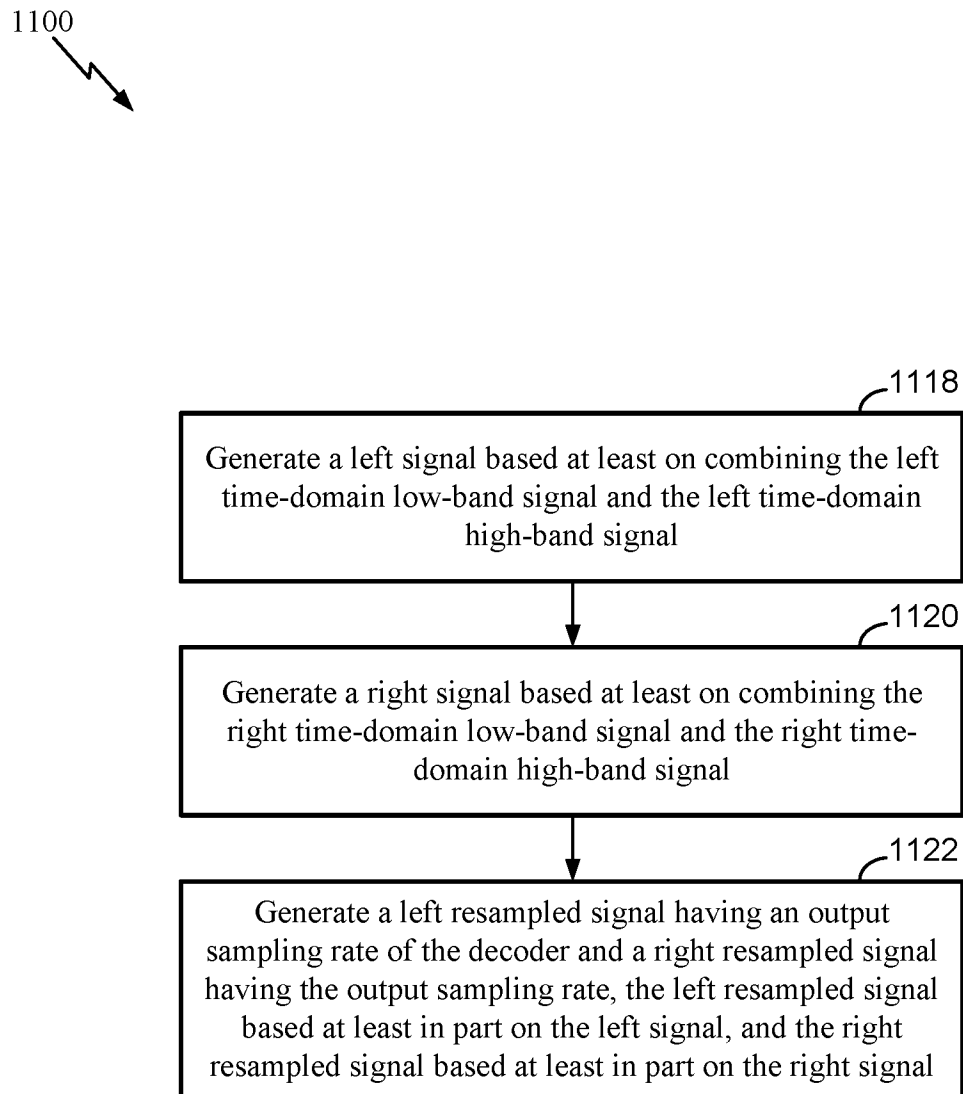 1100
1118
Generate a left signal based at least on combining the left
time-domain low-band signal and the left time-domain
high-band signal
1120
Generate a right signal based at least on combining the
right time-domain low-band signal and the right time-
domain high-band signal
1122
Generate a left resampled signal having an output
sampling rate of the decoder and a right resampled signal
having the output sampling rate, the left resampled signal
based at least in part on the left signal, and the right
resampled signal based at least in part on the right signal